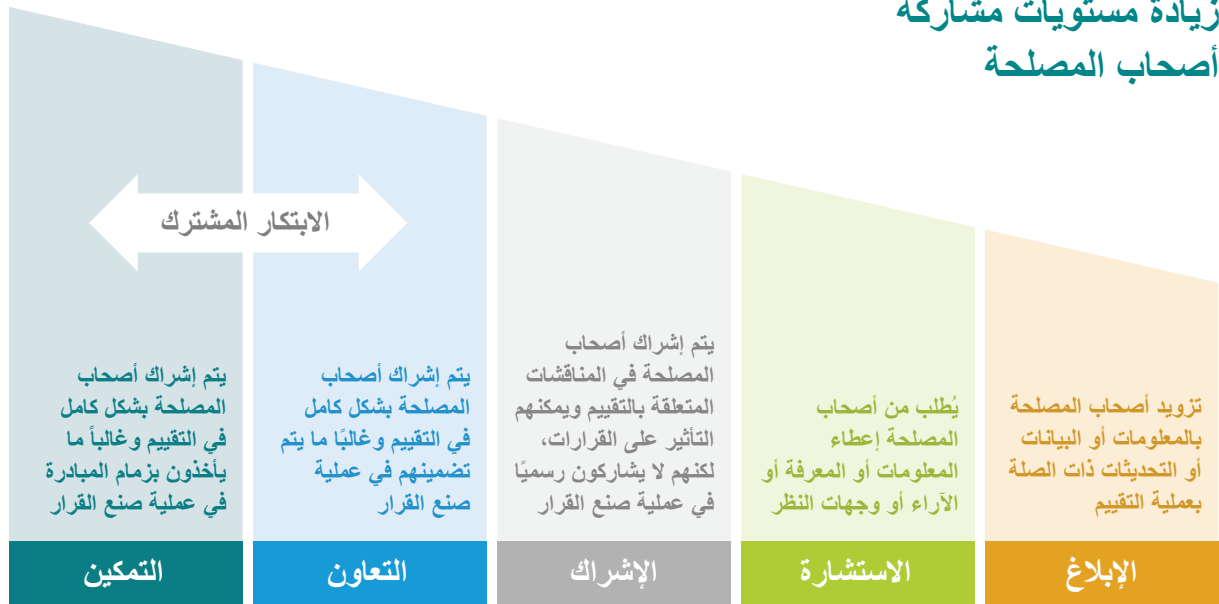 زيادة مستويات مشاركة
أصحاب المصلحة
الابتكار المشترك
تزويد أصحاب المصلحة
بالمعلومات أو البيانات
أو التحديثات ذات الصلة
بعملية التقييم
الإبلاغ
يُطلب من أصحاب
المصلحة إعطاء
المعلومات أو المعرفة أو
الآراء أو وجهات النظر
الاستشارة
يتم إشراك أصحاب
المصلحة في المناقشات
المتعلقة بالتقييم ويمكنهم
التأثير على القرارات،
لكنهم لا يشاركون رسميًا
في عملية صنع القرار
الإشراك
يتم إشراك أصحاب
المصلحة بشكل كامل
في التقييم وغالبًا ما يتم
تضمينهم في عملية
صنع القرار
التعاون
يتم إشراك أصحاب
المصلحة بشكل كامل
في التقييم وغالباً ما
يأخذون بزمام المبادرة
في عملية صنع القرار
التمكين